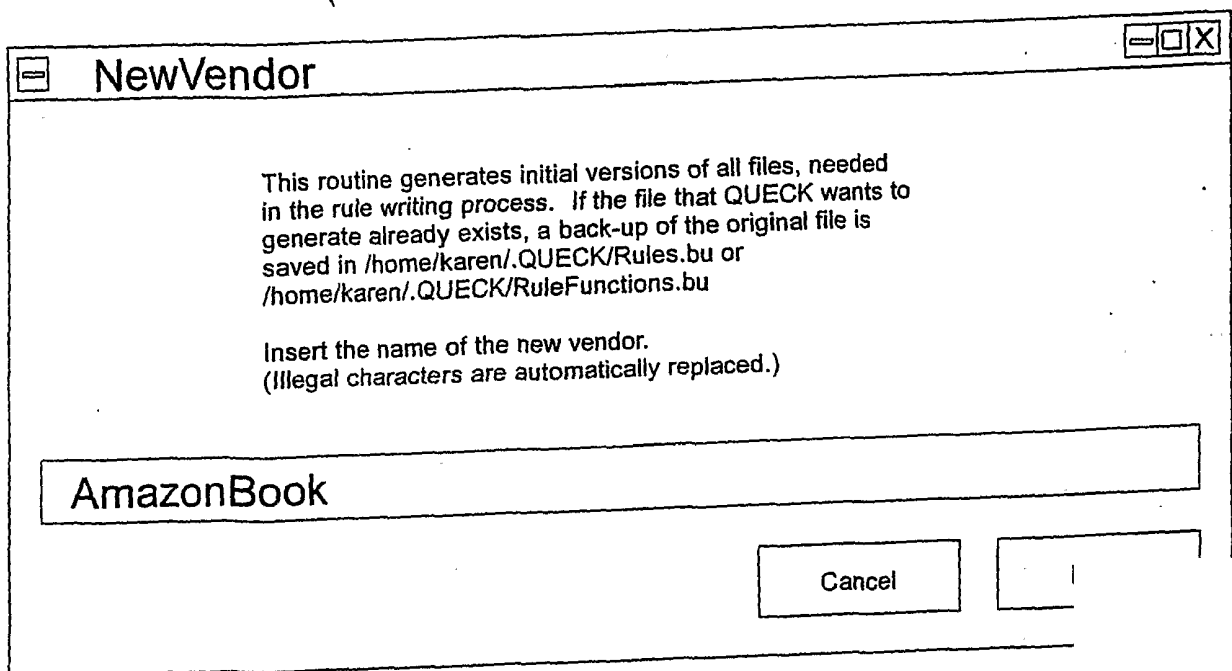 NewVendor
This routine generates initial versions of all files, needed
in the rule writing process. If the file that QUECK wants to
generate already exists, a back-up of the original file is
saved in /home/karen/.QUECK/Rules.bu or
/home/karen/.QUECK/RuleFunctions.bu
Insert the name of the new vendor.
(Illegal characters are automatically replaced.)
AmazonBook
Cancel